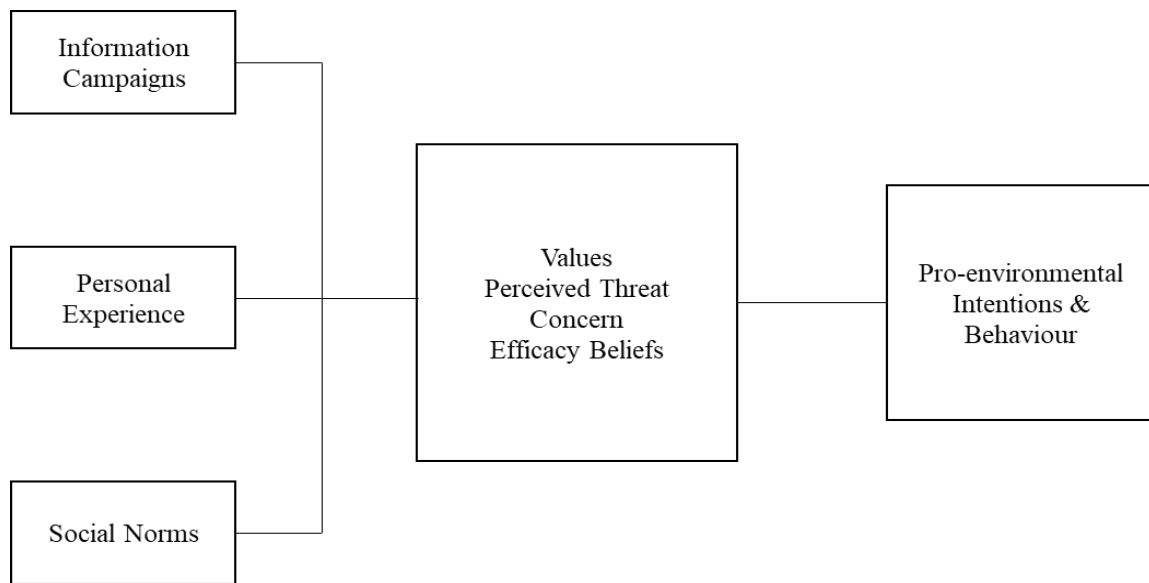 Information
Campaigns
Personal
Experience
Social Norms
Values
Perceived Threat
Concern
Efficacy Beliefs
Pro-environmental
Intentions &
Behaviour